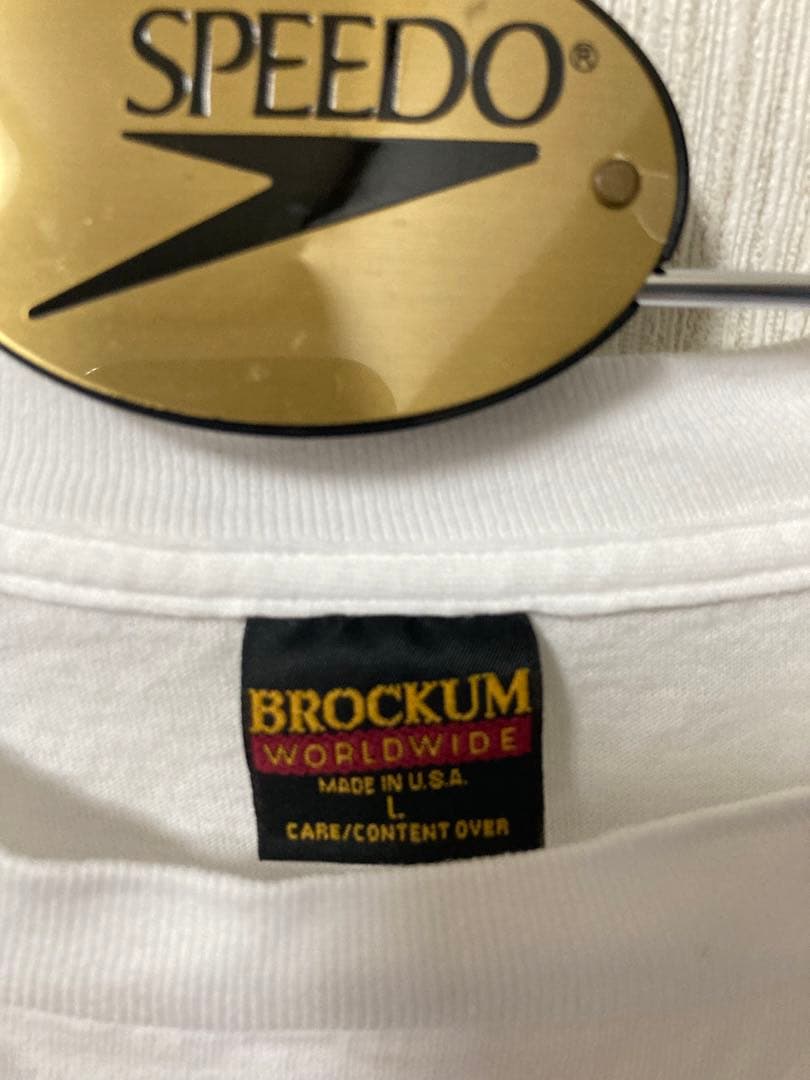 SPEEDO®
BROCKUM
WORLDWIDE
MADE IN U.S.A.
L
CARE/CONTENT OVER